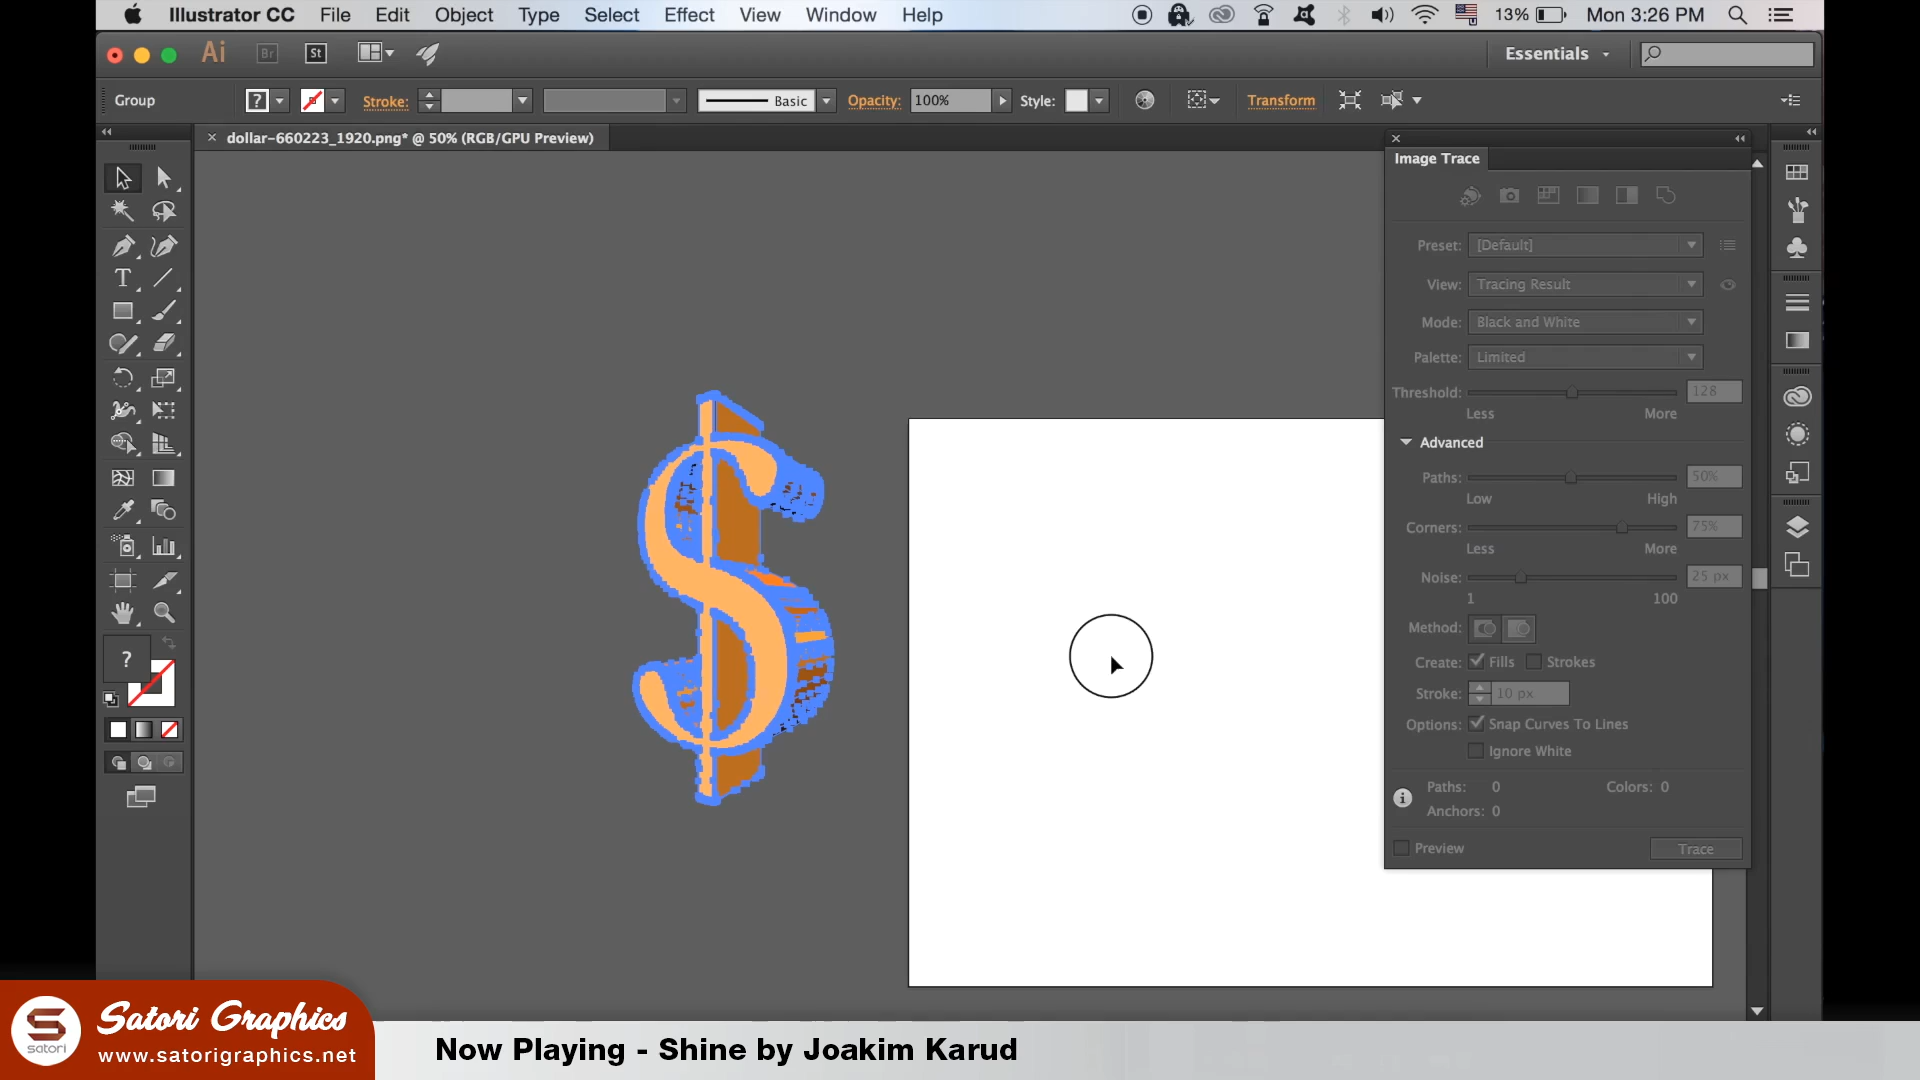 Illustrator CC File Edit Object Type Select Effect View Window Help 13% Mon 3:26 PM
Ai Br St Essentials
Group ? Stroke: Basic Opacity: 100% Style: Transform
× dollar-660223_1920.png* @ 50% (RGB/GPU Preview)
Image Trace
Preset: [Default]
View: Tracing Result
Mode: Black and White
Palette: Limited
Threshold: 128
Less More
Advanced
Paths: 50%
Low High
Corners: 75%
Less More
Noise: 25 px
1 100
Method:
Create: Fills Strokes
Stroke: 10 px
Options: Snap Curves To Lines
Ignore White
Paths: 0 Colors: 0
Anchors: 0
Preview Trace
T
?
$
Satori Graphics
satori
www.satorigraphics.net
Now Playing - Shine by Joakim Karud